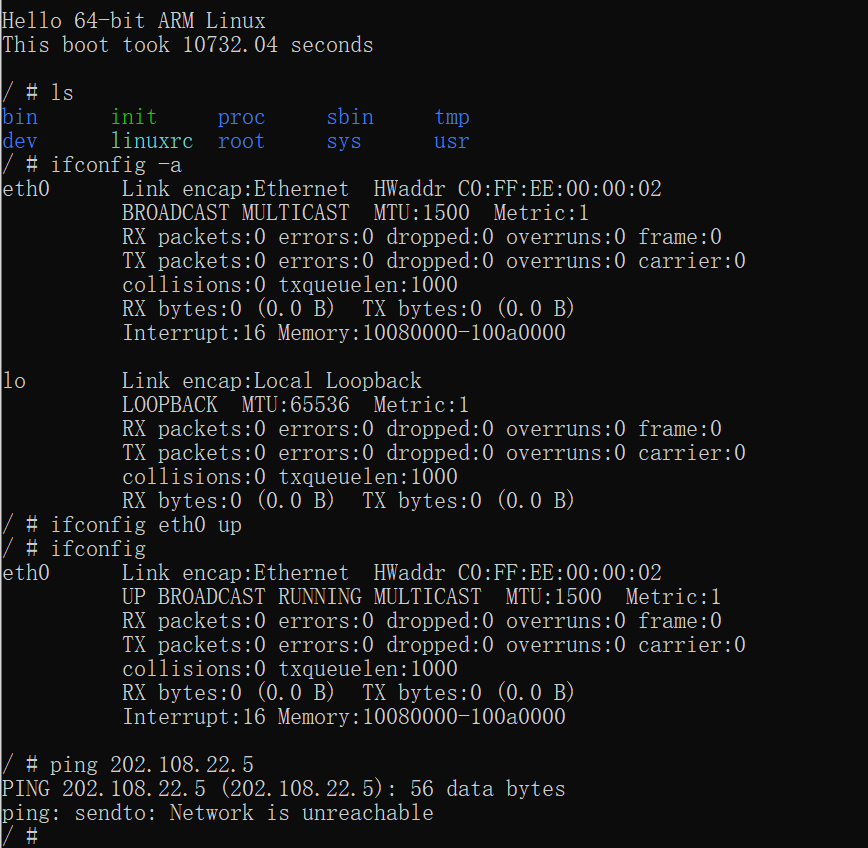 Hello 64-bit ARM Linux
This boot took 10732.04 seconds
/ # ls
bin init proc sbin tmp
dev linuxrc root sys usr
/ # ifconfig -a
eth0 Link encap:Ethernet HWaddr C0:FF:EE:00:00:02
BROADCAST MULTICAST MTU:1500 Metric:1
RX packets:0 errors:0 dropped:0 overruns:0 frame:0
TX packets:0 errors:0 dropped:0 overruns:0 carrier:0
collisions:0 txqueuelen:1000
RX bytes:0 (0.0 B) TX bytes:0 (0.0 B)
Interrupt:16 Memory:10080000-100a0000
lo Link encap:Local Loopback
LOOPBACK MTU:65536 Metric:1
RX packets:0 errors:0 dropped:0 overruns:0 frame:0
TX packets:0 errors:0 dropped:0 overruns:0 carrier:0
collisions:0 txqueuelen:1000
RX bytes:0 (0.0 B) TX bytes:0 (0.0 B)
/ # ifconfig eth0 up
/ # ifconfig
eth0 Link encap:Ethernet HWaddr C0:FF:EE:00:00:02
UP BROADCAST RUNNING MULTICAST MTU:1500 Metric:1
RX packets:0 errors:0 dropped:0 overruns:0 frame:0
TX packets:0 errors:0 dropped:0 overruns:0 carrier:0
collisions:0 txqueuelen:1000
RX bytes:0 (0.0 B) TX bytes:0 (0.0 B)
Interrupt:16 Memory:10080000-100a0000
/ # ping 202.108.22.5
PING 202.108.22.5 (202.108.22.5): 56 data bytes
ping: sendto: Network is unreachable
/ #